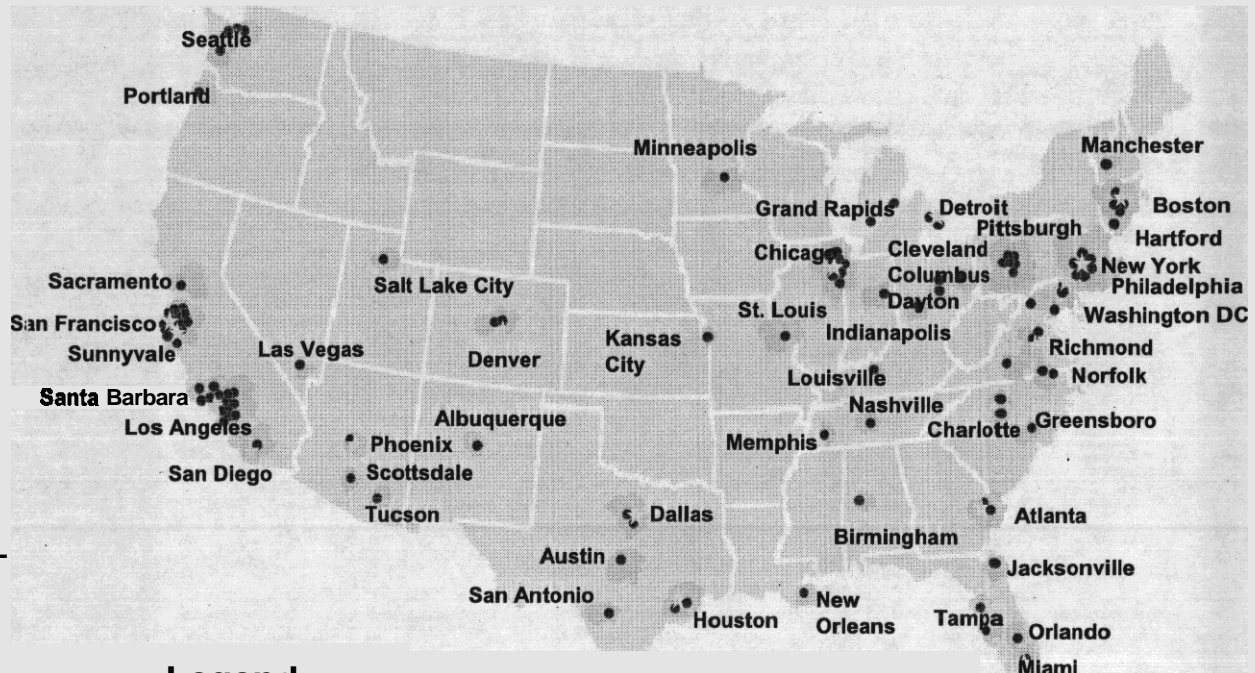 Seattle
Portland
Minneapolis
Manchester
Grand Rapids
Detroit
Boston
Pittsburgh
Hartford
Chicago
Cleveland
New York
Sacramento
Salt Lake City
Columbus
Philadelphia
St. Louis
Dayton
Washington DC
San Francisco
Indianapolis
Sunnyvale
Las Vegas
Denver
Kansas
City
Richmond
Norfolk
Louisville
Santa Barbara
Nashville
Albuquerque
Los Angeles
Phoenix
Memphis
Charlotte
Greensboro
San Diego
Scottsdale
Tucson
Dallas
Atlanta
Birmingham
Austin
Jacksonville
San Antonio
New
Orleans
Houston
Tampa
Orlando
Miami
Legend